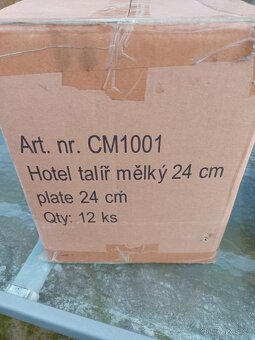 Art. nr. CM1001
Hotel talíř mělký 24 cm
plate 24 cm
Qty: 12 ks